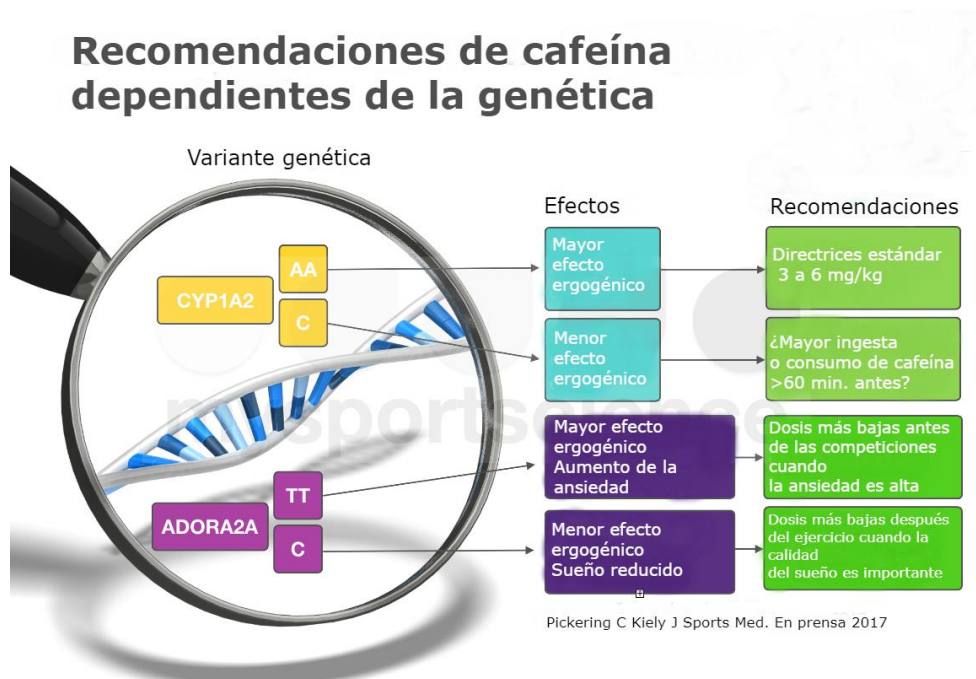 Recomendaciones de cafeína
dependientes de la genética
Variante genética
Efectos
Recomendaciones
CYP1A2
AA
Mayor
efecto
ergogénico
Directrices estándar
3 a 6 mg/kg
C
Menor
efecto
ergogénico
¿Mayor ingesta
o consumo de cafeína
>60 min. antes?
ADORA2A
TT
Mayor efecto
ergogénico
Aumento de la
ansiedad
Dosis más bajas antes
de las competiciones
cuando
la ansiedad es alta
C
Menor efecto
ergogénico
Sueño reducido
Dosis más bajas después
del ejercicio cuando la
calidad
del sueño es importante
Pickering C Kiely J Sports Med. En prensa 2017